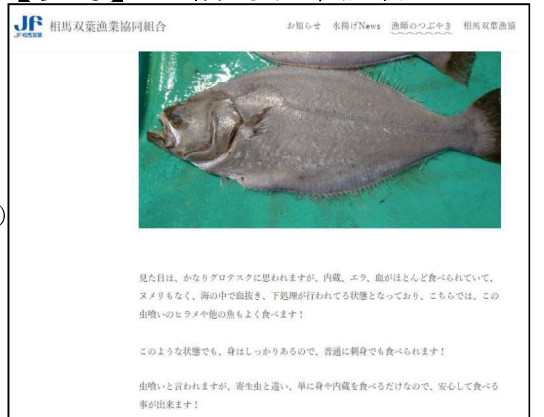 JF 相馬双葉漁業協同組合
JF相馬双葉
お知らせ 水揚げNews 漁師のつぶやき 相馬双葉漁協
見た目は、かなりグロテスクに思われますが、内蔵、エラ、血がほとんど食べられていて、
ヌメリもなく、海の中で血抜き、下処理が行われてる状態となっており、こちらでは、この
虫喰いのヒラメや他の魚もよく食べます！
このような状態でも、身はしっかりあるので、普通に刺身でも食べられます！
虫喰いと言われますが、寄生虫と違い、単に身や内蔵を食べるだけなので、安心して食べる
事が出来ます！